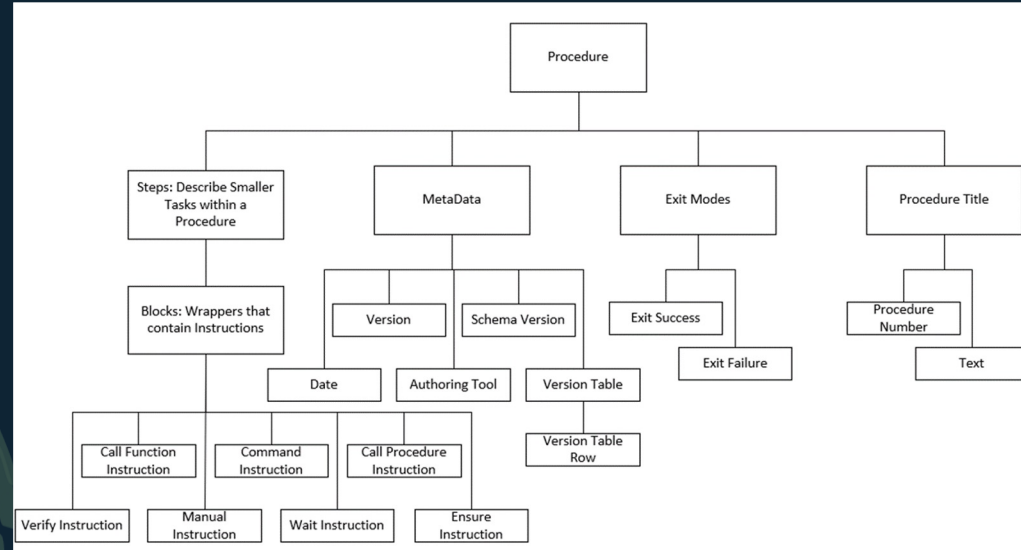 Procedure
Steps: Describe Smaller
Tasks within a
Procedure
MetaData
Exit Modes
Procedure Title
Blocks: Wrappers that
contain Instructions
Version
Schema Version
Exit Success
Procedure
Number
Exit Failure
Text
Date
Authoring Tool
Version Table
Version Table
Row
Call Function
Instruction
Command
Instruction
Call Procedure
Instruction
Verify Instruction
Manual
Instruction
Wait Instruction
Ensure
Instruction